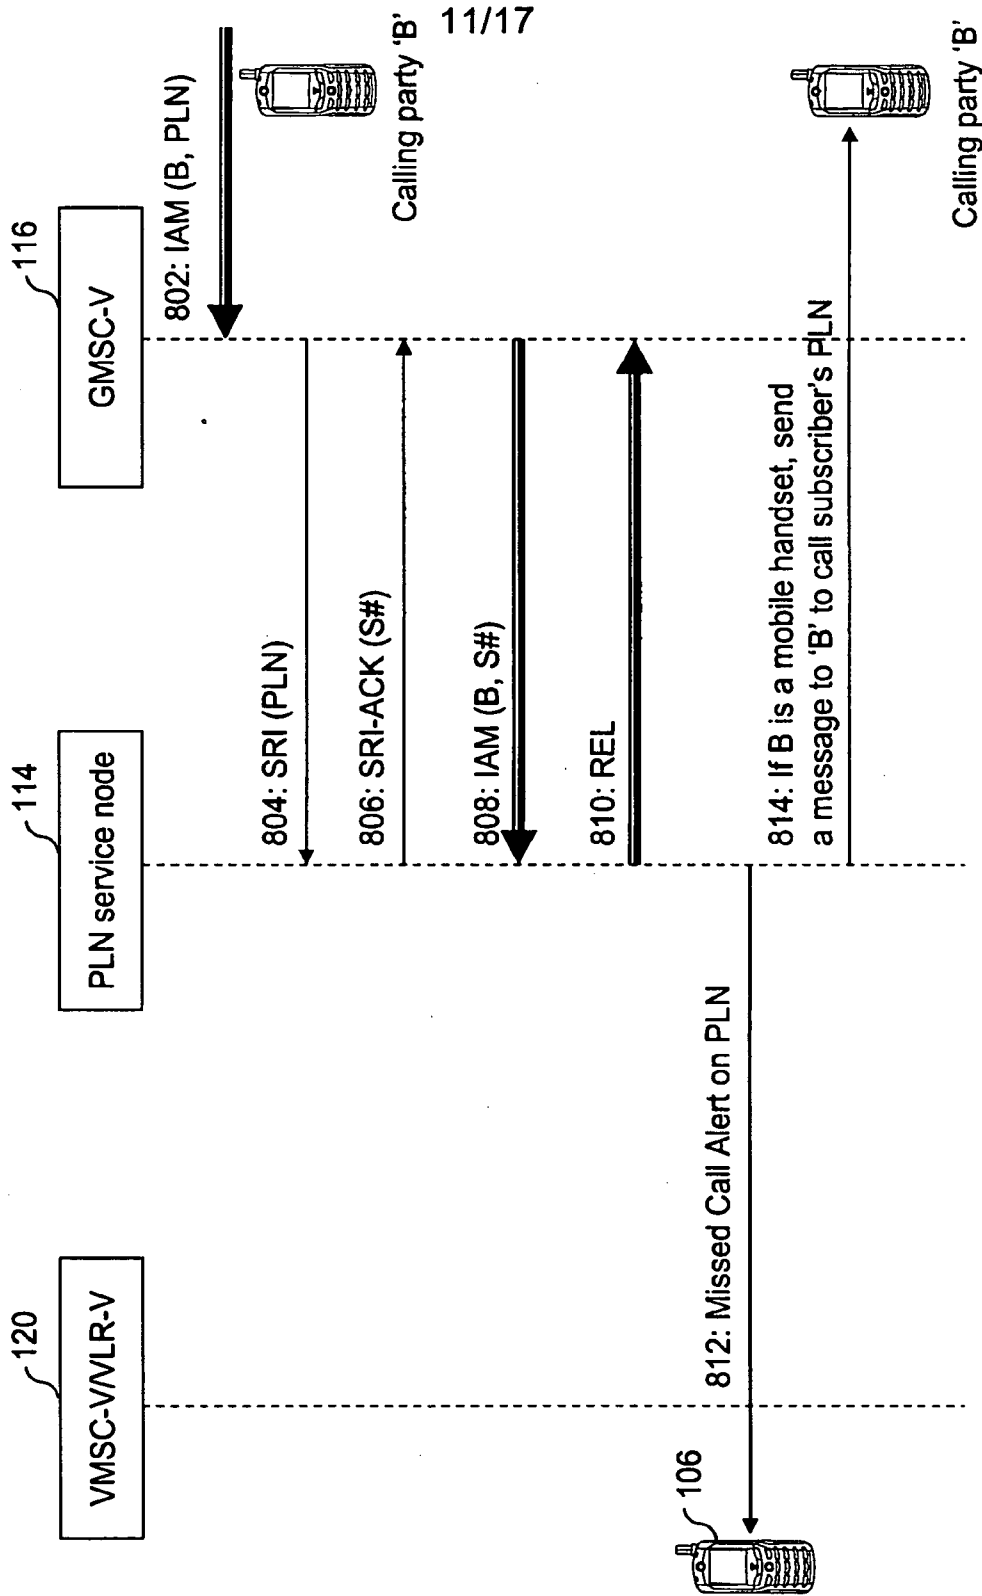 11/17
120
VMSC-V/VLR-V
114
PLN service node
116
GMSC-V
802: IAM (B, PLN)
Calling party 'B'
804: SRI (PLN)
806: SRI-ACK (S#)
808: IAM (B, S#)
810: REL
106
812: Missed Call Alert on PLN
814: If B is a mobile handset, send
a message to 'B' to call subscriber's PLN
Calling party 'B'